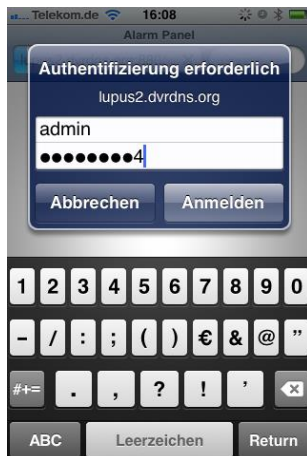 Telekom.de 16:08
Alarm Panel
Authentifizierung erforderlich
lupus2.dvrdns.org
admin
●●●●●●●●4
Abbrechen Anmelden
1 2 3 4 5 6 7 8 9 0
- / : ; ( ) € & @ "
#+= . , ? ! ' 
ABC Leerzeichen Return